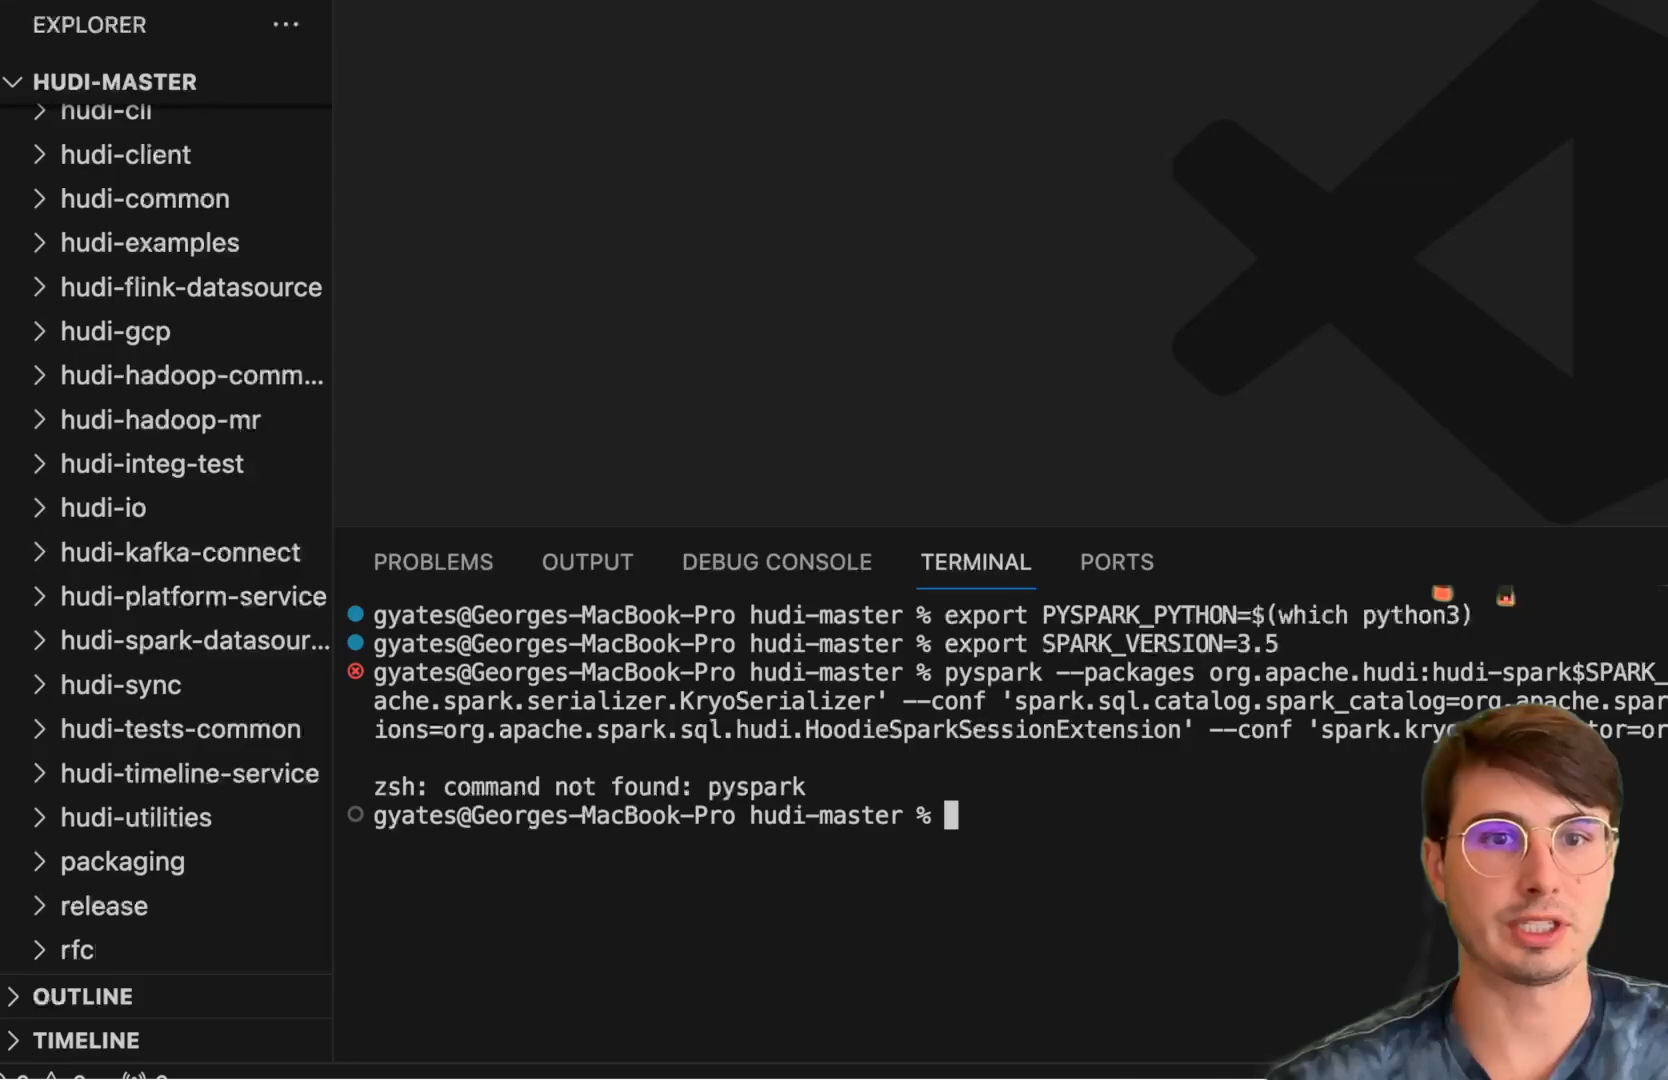 EXPLORER
HUDI-MASTER
hudi-cli
hudi-client
hudi-common
hudi-examples
hudi-flink-datasource
hudi-gcp
hudi-hadoop-comm...
hudi-hadoop-mr
hudi-integ-test
hudi-io
hudi-kafka-connect
hudi-platform-service
hudi-spark-datasour...
hudi-sync
hudi-tests-common
hudi-timeline-service
hudi-utilities
packaging
release
rfc
OUTLINE
TIMELINE
PROBLEMS OUTPUT DEBUG CONSOLE TERMINAL PORTS
gyates@Georges-MacBook-Pro hudi-master % export PYSPARK_PYTHON=$(which python3)
gyates@Georges-MacBook-Pro hudi-master % export SPARK_VERSION=3.5
gyates@Georges-MacBook-Pro hudi-master % pyspark --packages org.apache.hudi:hudi-spark$SPARK_
ache.spark.serializer.KryoSerializer' --conf 'spark.sql.catalog.spark_catalog=org.apache.spar
ions=org.apache.spark.sql.hudi.HoodieSparkSessionExtension' --conf 'spark.kryo
zsh: command not found: pyspark
gyates@Georges-MacBook-Pro hudi-master %